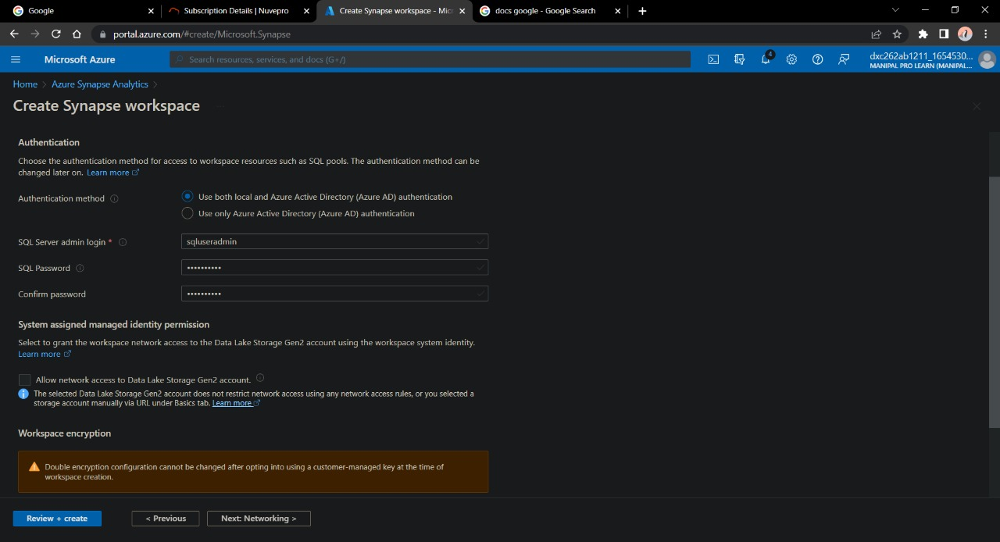 Google
Subscription Details | Nuvepro
Create Synapse workspace - Micr
docs google - Google Search
portal.azure.com/#create/Microsoft.Synapse
Microsoft Azure
Search resources, services, and docs (G+/)
4
dxc262ab1211_1654530...
MANIPAL PRO LEARN (MANIPAL...
Home > Azure Synapse Analytics >
Create Synapse workspace ...
Authentication
Choose the authentication method for access to workspace resources such as SQL pools. The authentication method can be
changed later on. Learn more
Authentication method
Use both local and Azure Active Directory (Azure AD) authentication
Use only Azure Active Directory (Azure AD) authentication
SQL Server admin login *
sqluseradmin
SQL Password
••••••••••
Confirm password
••••••••••
System assigned managed identity permission
Select to grant the workspace network access to the Data Lake Storage Gen2 account using the workspace system identity.
Learn more
Allow network access to Data Lake Storage Gen2 account.
The selected Data Lake Storage Gen2 account does not restrict network access using any network access rules, or you selected a
storage account manually via URL under Basics tab. Learn more
Workspace encryption
Double encryption configuration cannot be changed after opting into using a customer-managed key at the time of
workspace creation.
Review + create
< Previous
Next: Networking >